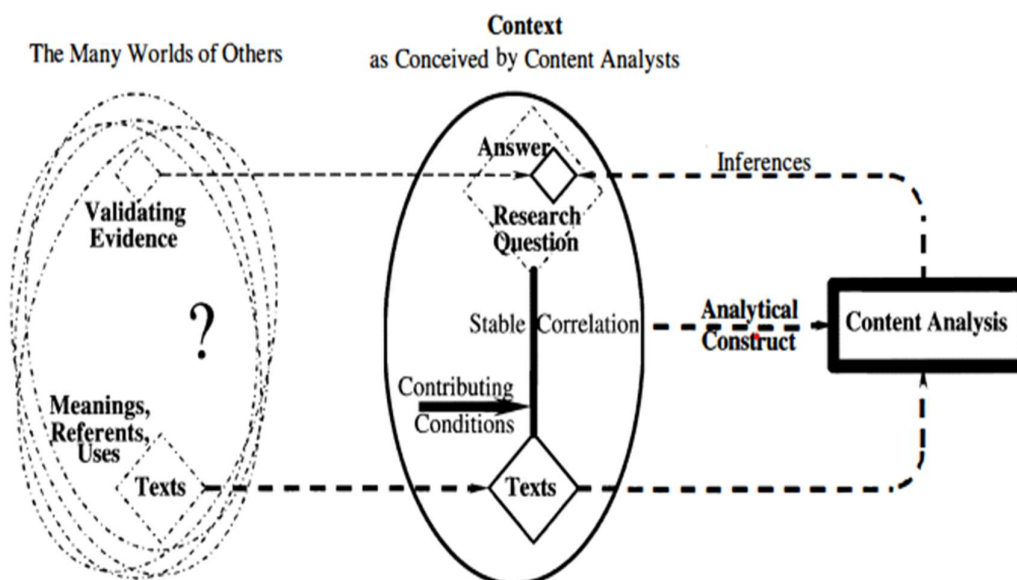 The Many Worlds of Others
Context
as Conceived by Content Analysts
Validating
Evidence
?
Meanings,
Referents,
Uses
Texts
Answer
Research
Question
Stable Correlation
Contributing
Conditions
Texts
Inferences
Analytical
Construct
Content Analysis